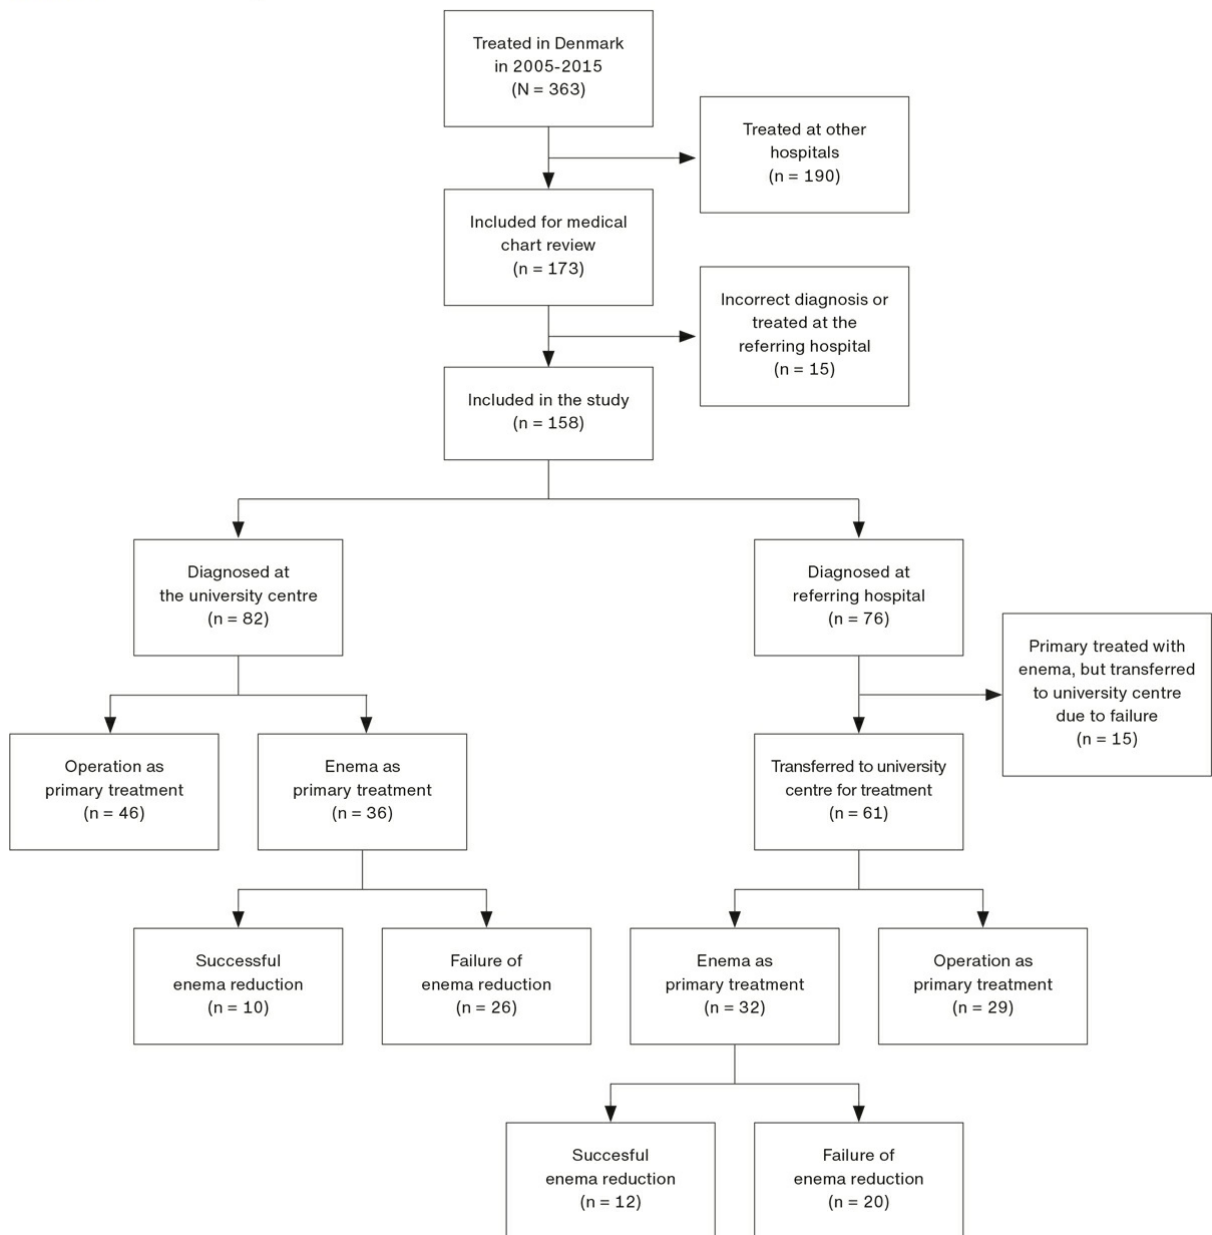 Treated in Denmark
in 2005-2015
(N = 363)
Treated at other
hospitals
(n = 190)
Included for medical
chart review
(n = 173)
Incorrect diagnosis or
treated at the
referring hospital
(n = 15)
Included in the study
(n = 158)
Diagnosed at
the university centre
(n = 82)
Diagnosed at
referring hospital
(n = 76)
Primary treated with
enema, but transferred
to university centre
due to failure
(n = 15)
Operation as
primary treatment
(n = 46)
Enema as
primary treatment
(n = 36)
Transferred to university
centre for treatment
(n = 61)
Successful
enema reduction
(n = 10)
Failure of
enema reduction
(n = 26)
Enema as
primary treatment
(n = 32)
Operation as
primary treatment
(n = 29)
Succesful
enema reduction
(n = 12)
Failure of
enema reduction
(n = 20)